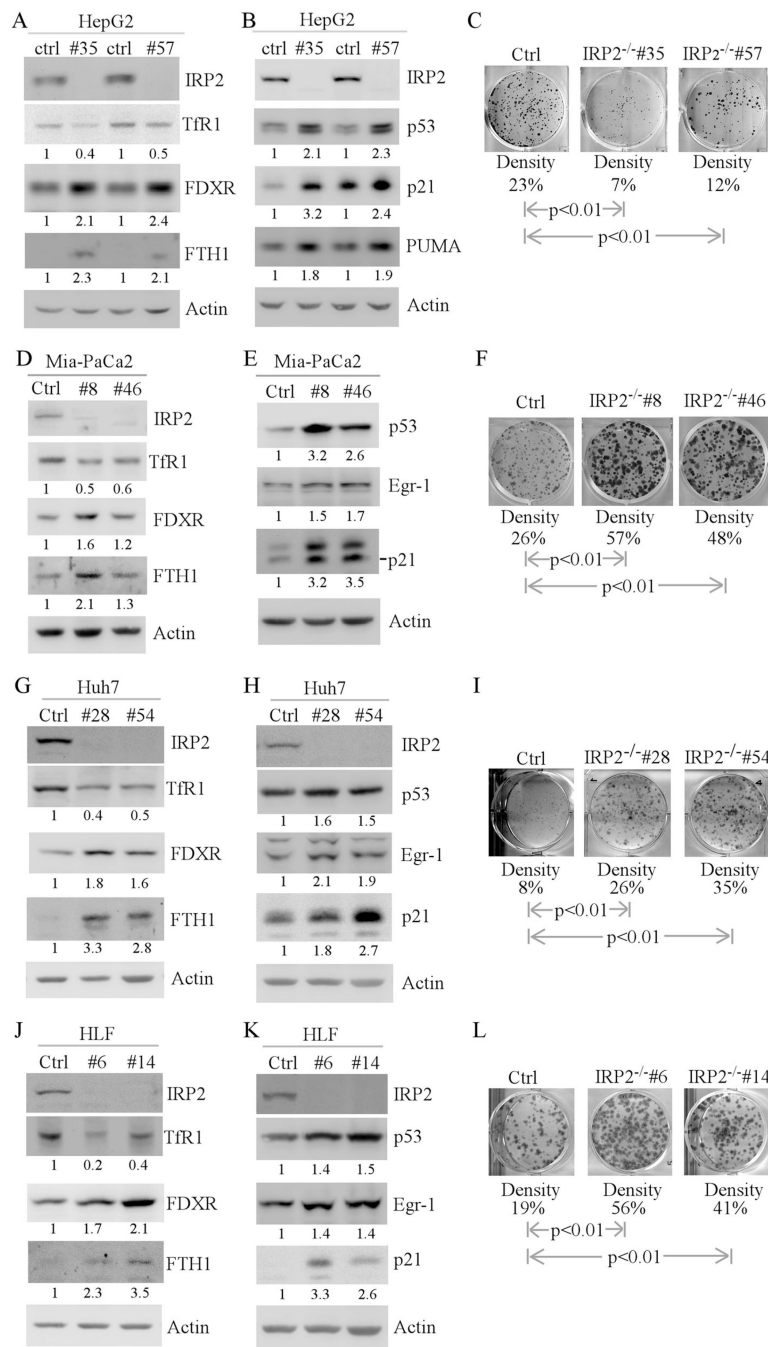 A
HepG2
ctrl #35 ctrl #57
IRP2
TfR1
1 0.4 1 0.5
FDXR
1 2.1 1 2.4
FTH1
1 2.3 1 2.1
Actin
B
HepG2
ctrl #35 ctrl #57
IRP2
p53
1 2.1 1 2.3
p21
1 3.2 1 2.4
PUMA
1 1.8 1 1.9
Actin
C
Ctrl IRP2-/-#35 IRP2-/-#57
Density Density Density
23% 7% 12%
p<0.01
p<0.01
D
Mia-PaCa2
Ctrl #8 #46
IRP2
TfR1
1 0.5 0.6
FDXR
1 1.6 1.2
FTH1
1 2.1 1.3
Actin
E
Mia-PaCa2
Ctrl #8 #46
p53
1 3.2 2.6
Egr-1
1 1.5 1.7
p21
1 3.2 3.5
Actin
F
Ctrl IRP2-/-#8 IRP2-/-#46
Density Density Density
26% 57% 48%
p<0.01
p<0.01
G
Huh7
Ctrl #28 #54
IRP2
TfR1
1 0.4 0.5
FDXR
1 1.8 1.6
FTH1
1 3.3 2.8
Actin
H
Huh7
Ctrl #28 #54
IRP2
p53
1 1.6 1.5
Egr-1
1 2.1 1.9
p21
1 1.8 2.7
Actin
I
Ctrl IRP2-/-#28 IRP2-/-#54
Density Density Density
8% 26% 35%
p<0.01
p<0.01
J
HLF
Ctrl #6 #14
IRP2
TfR1
1 0.2 0.4
FDXR
1 1.7 2.1
FTH1
1 2.3 3.5
Actin
K
HLF
Ctrl #6 #14
IRP2
p53
1 1.4 1.5
Egr-1
1 1.4 1.4
p21
1 3.3 2.6
Actin
L
Ctrl IRP2-/-#6 IRP2-/-#14
Density Density Density
19% 56% 41%
p<0.01
p<0.01